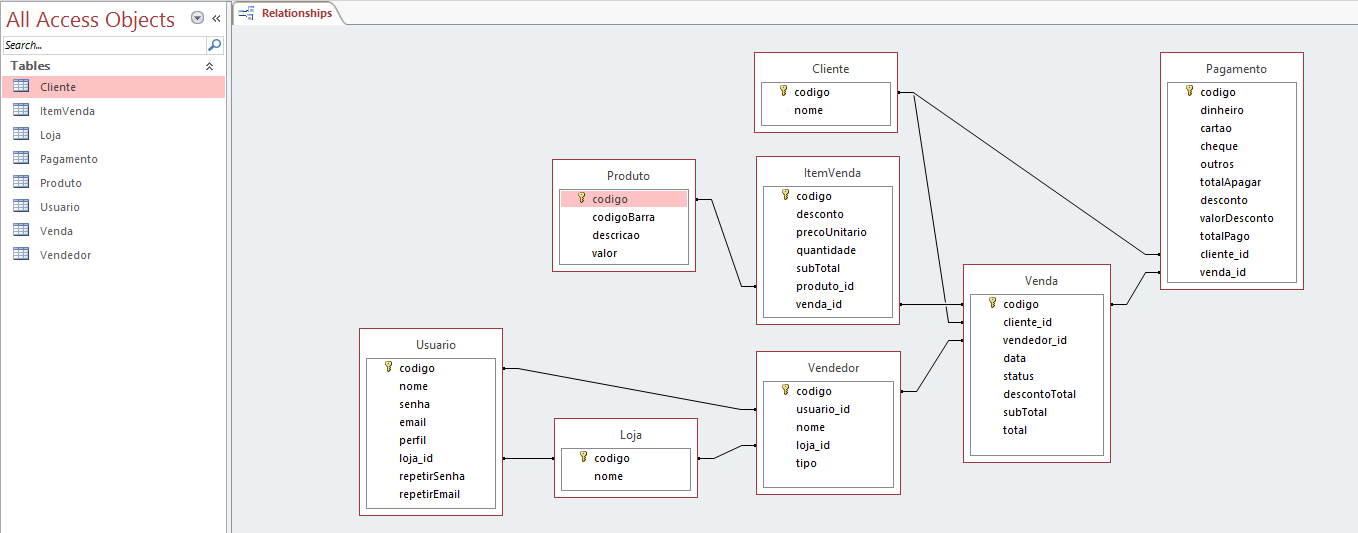 All Access Objects
Search...
Tables
Cliente
ItemVenda
Loja
Pagamento
Produto
Usuario
Venda
Vendedor
Relationships
Cliente
codigo
nome
Pagamento
codigo
dinheiro
cartao
cheque
outros
totalApagar
desconto
valorDesconto
totalPago
cliente_id
venda_id
Produto
codigo
codigoBarra
descricao
valor
ItemVenda
codigo
desconto
precoUnitario
quantidade
subTotal
produto_id
venda_id
Venda
codigo
cliente_id
vendedor_id
data
status
descontoTotal
subTotal
total
Usuario
codigo
nome
senha
email
perfil
loja_id
repetirSenha
repetirEmail
Loja
codigo
nome
Vendedor
codigo
usuario_id
nome
loja_id
tipo